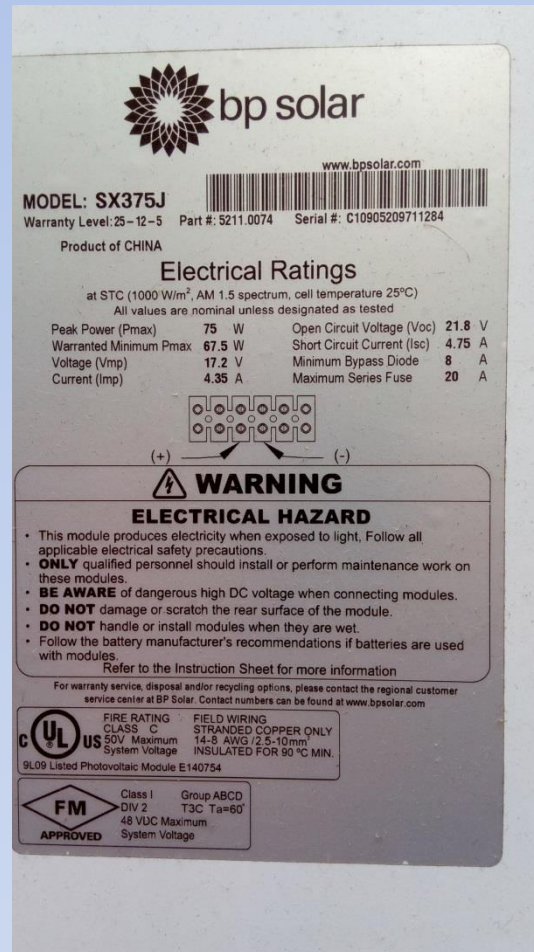 bp solar
www.bpsolar.com
MODEL: SX375J
Warranty Level:25-12-5 Part #: 5211.0074 Serial #: C10905209711284
Product of CHINA
Electrical Ratings
at STC (1000 W/m², AM 1.5 spectrum, cell temperature 25ºC)
All values are nominal unless designated as tested
Peak Power (Pmax) 75 W Open Circuit Voltage (Voc) 21.8 V
Warranted Minimum Pmax 67.5 W Short Circuit Current (Isc) 4.75 A
Voltage (Vmp) 17.2 V Minimum Bypass Diode 8 A
Current (Imp) 4.35 A Maximum Series Fuse 20 A
(+) (-)
WARNING
ELECTRICAL HAZARD
• This module produces electricity when exposed to light, Follow all
applicable electrical safety precautions.
• ONLY qualified personnel should install or perform maintenance work on
these modules.
• BE AWARE of dangerous high DC voltage when connecting modules.
• DO NOT damage or scratch the rear surface of the module.
• DO NOT handle or install modules when they are wet.
• Follow the battery manufacturer's recommendations if batteries are used
with modules.
Refer to the Instruction Sheet for more information
For warranty service, disposal and/or recycling options, please contact the regional customer
service center at BP Solar. Contact numbers can be found at www.bpsolar.com
C UL ® US
FIRE RATING FIELD WIRING
CLASS C STRANDED COPPER ONLY
50V Maximum 14-8 AWG /2.5-10mm²
System Voltage INSULATED FOR 90 ºC MIN.
9L09 Listed Photovoltaic Module E140754
FM
APPROVED
Class I Group ABCD
DIV 2 T3C Ta=60°
48 VDC Maximum
System Voltage